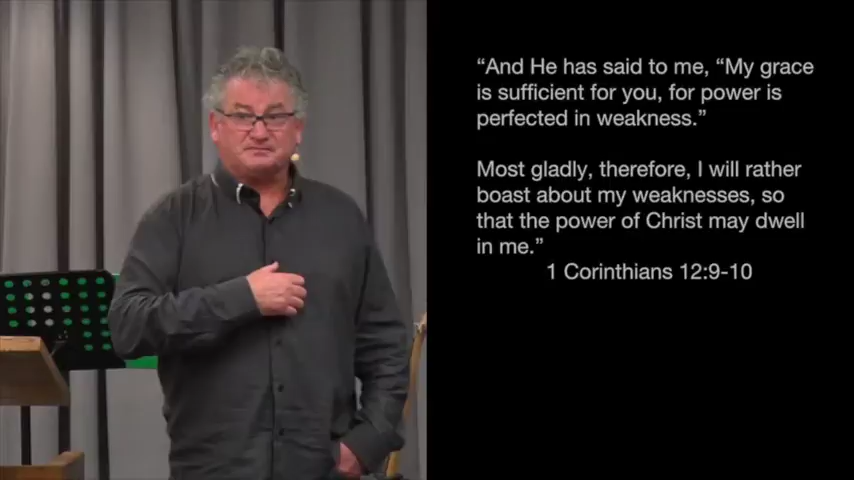 “And He has said to me, “My grace
is sufficient for you, for power is
perfected in weakness.”
Most gladly, therefore, I will rather
boast about my weaknesses, so
that the power of Christ may dwell
in me.”
1 Corinthians 12:9-10